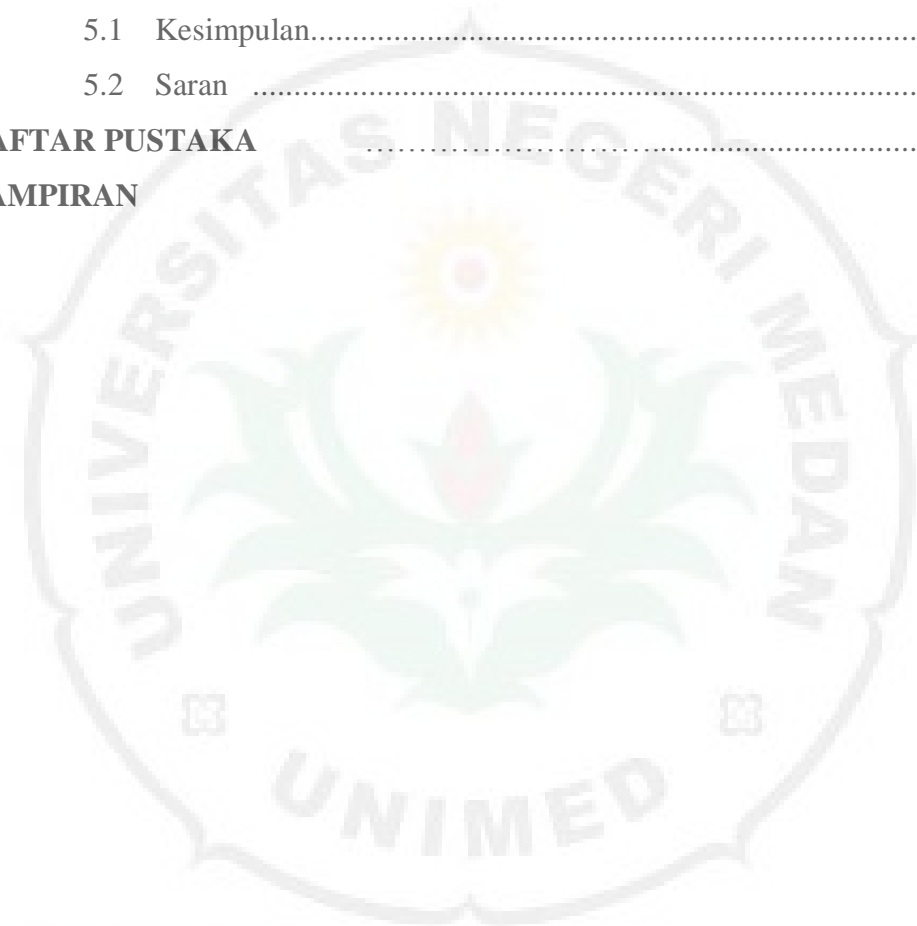 5.1 Kesimpulan......................................................................
5.2 Saran ................................................................................
AFTAR PUSTAKA ..............................................................
AMPIRAN
UNIVERSITAS NEGERI MEDAN
UNIMED